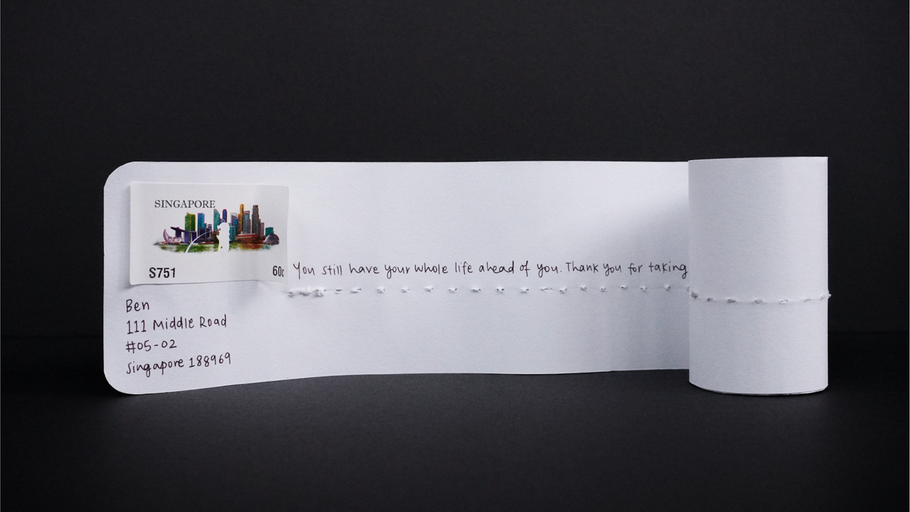 SINGAPORE
S751 60c
You still have your whole life ahead of you. Thank you for taking
Ben
111 Middle Road
#05-02
Singapore 188969